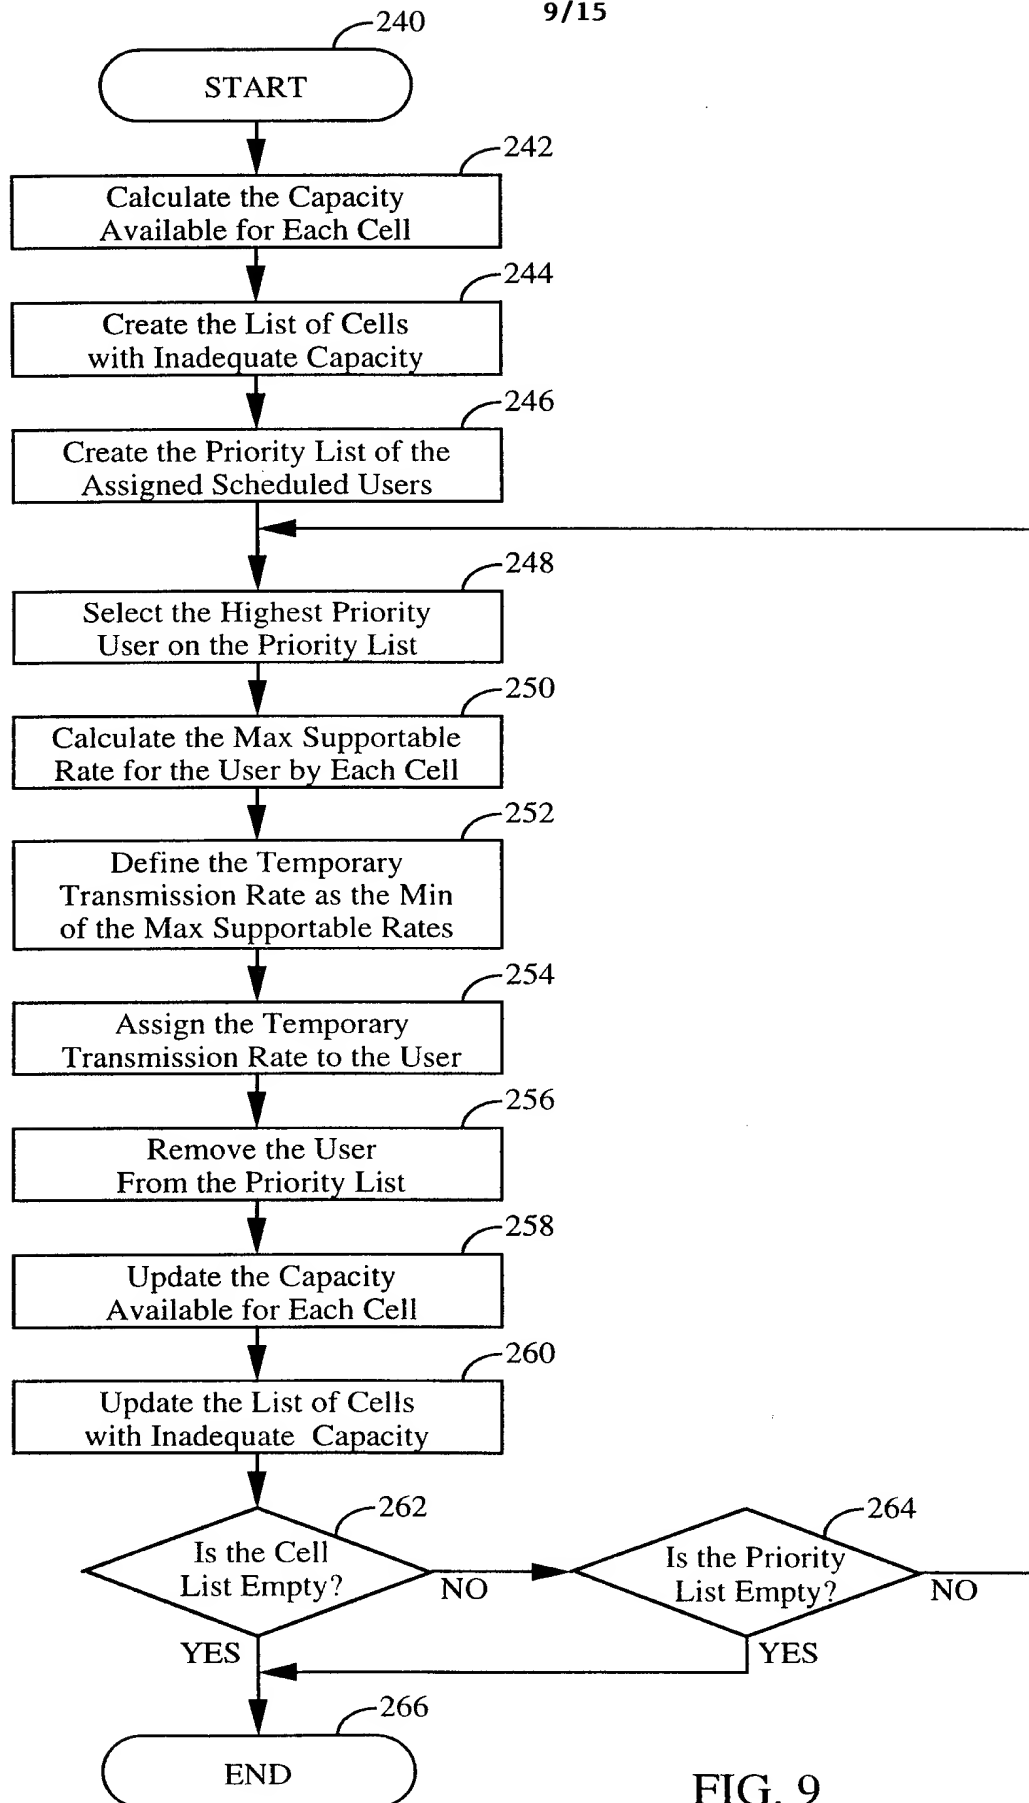 9/15
240
START
242
Calculate the Capacity
Available for Each Cell
244
Create the List of Cells
with Inadequate Capacity
246
Create the Priority List of the
Assigned Scheduled Users
248
Select the Highest Priority
User on the Priority List
250
Calculate the Max Supportable
Rate for the User by Each Cell
252
Define the Temporary
Transmission Rate as the Min
of the Max Supportable Rates
254
Assign the Temporary
Transmission Rate to the User
256
Remove the User
From the Priority List
258
Update the Capacity
Available for Each Cell
260
Update the List of Cells
with Inadequate Capacity
262
Is the Cell
List Empty?
NO
YES
264
Is the Priority
List Empty?
NO
YES
266
END
FIG. 9